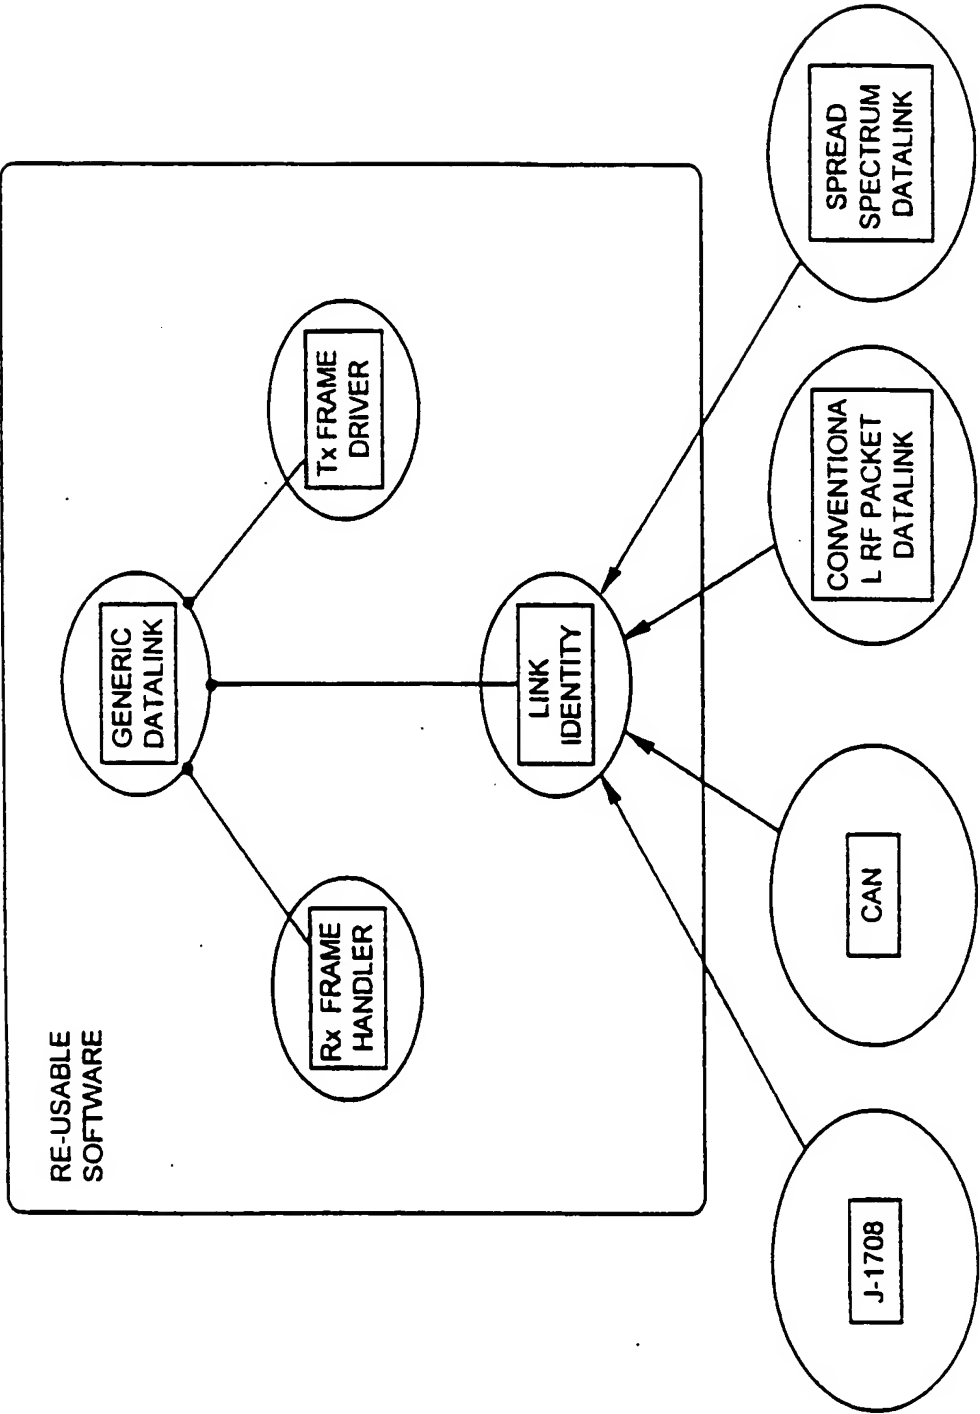 RE-USABLE
SOFTWARE
GENERIC
DATALINK
Rx FRAME
HANDLER
Tx FRAME
DRIVER
LINK
IDENTITY
J-1708
CAN
CONVENTIONA
L RF PACKET
DATALINK
SPREAD
SPECTRUM
DATALINK